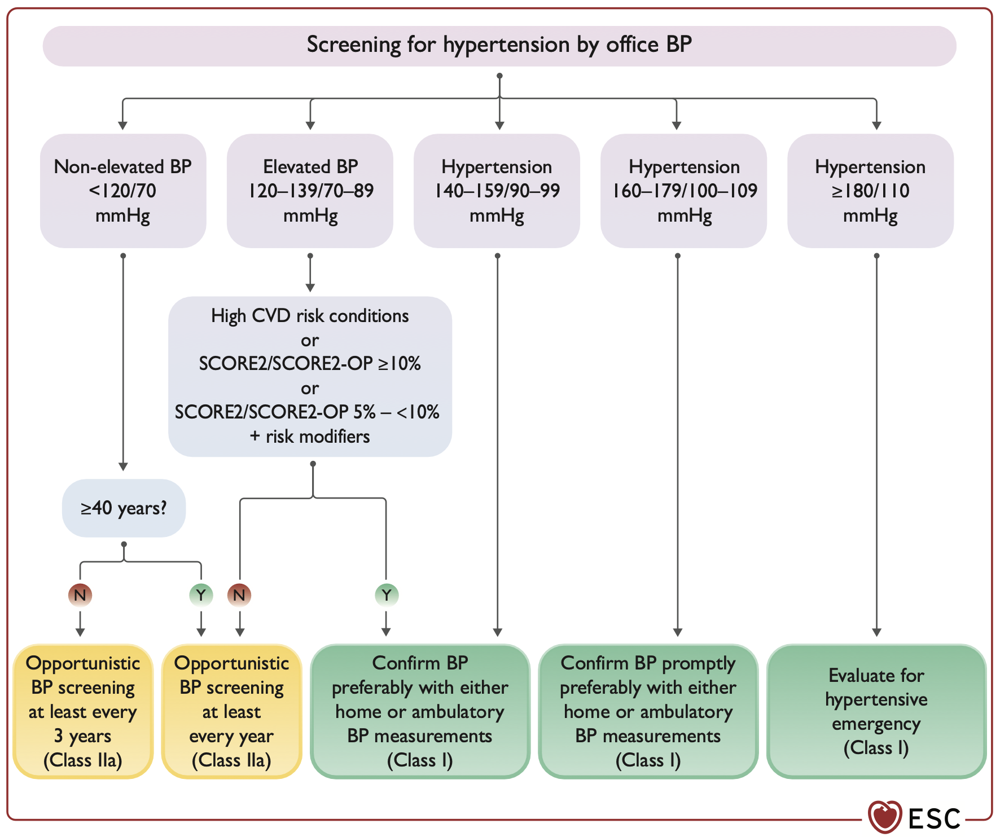 Screening for hypertension by office BP
Non-elevated BP
<120/70
mmHg
Elevated BP
120–139/70–89
mmHg
Hypertension
140–159/90–99
mmHg
Hypertension
160–179/100–109
mmHg
Hypertension
≥180/110
mmHg
High CVD risk conditions
or
SCORE2/SCORE2-OP ≥10%
or
SCORE2/SCORE2-OP 5% – <10%
+ risk modifiers
≥40 years?
N
Y
N
Y
Opportunistic
BP screening
at least every
3 years
(Class IIa)
Opportunistic
BP screening
at least
every year
(Class IIa)
Confirm BP
preferably with either
home or ambulatory
BP measurements
(Class I)
Confirm BP promptly
preferably with either
home or ambulatory
BP measurements
(Class I)
Evaluate for
hypertensive
emergency
(Class I)
ESC